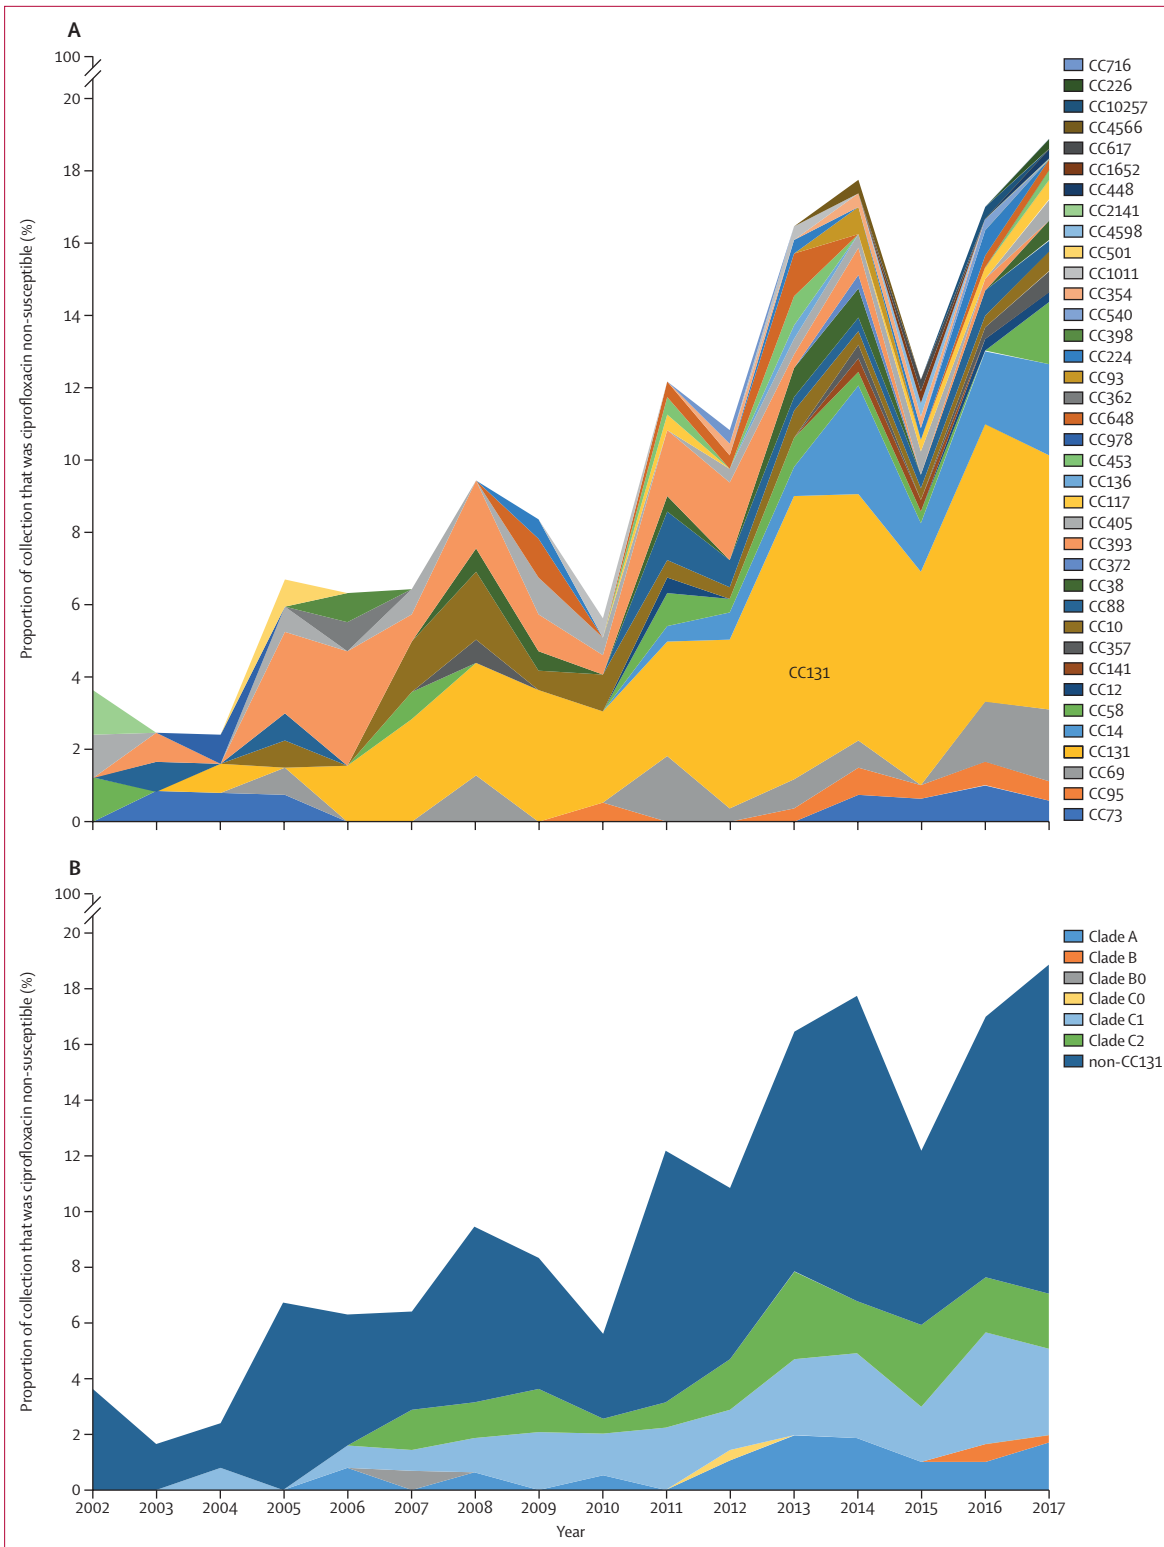 A
100
20
18
16
14
12
10
8
6
4
2
0
Proportion of collection that was ciprofloxacin non-susceptible (%)
CC131
CC716
CC226
CC10257
CC4566
CC617
CC1652
CC448
CC2141
CC4598
CC501
CC1011
CC354
CC540
CC398
CC224
CC93
CC362
CC648
CC978
CC453
CC136
CC117
CC405
CC393
CC372
CC38
CC88
CC10
CC357
CC141
CC12
CC58
CC14
CC131
CC69
CC95
CC73
B
100
20
18
16
14
12
10
8
6
4
2
0
Proportion of collection that was ciprofloxacin non-susceptible (%)
Clade A
Clade B
Clade B0
Clade C0
Clade C1
Clade C2
non-CC131
2002 2003 2004 2005 2006 2007 2008 2009 2010 2011 2012 2013 2014 2015 2016 2017
Year